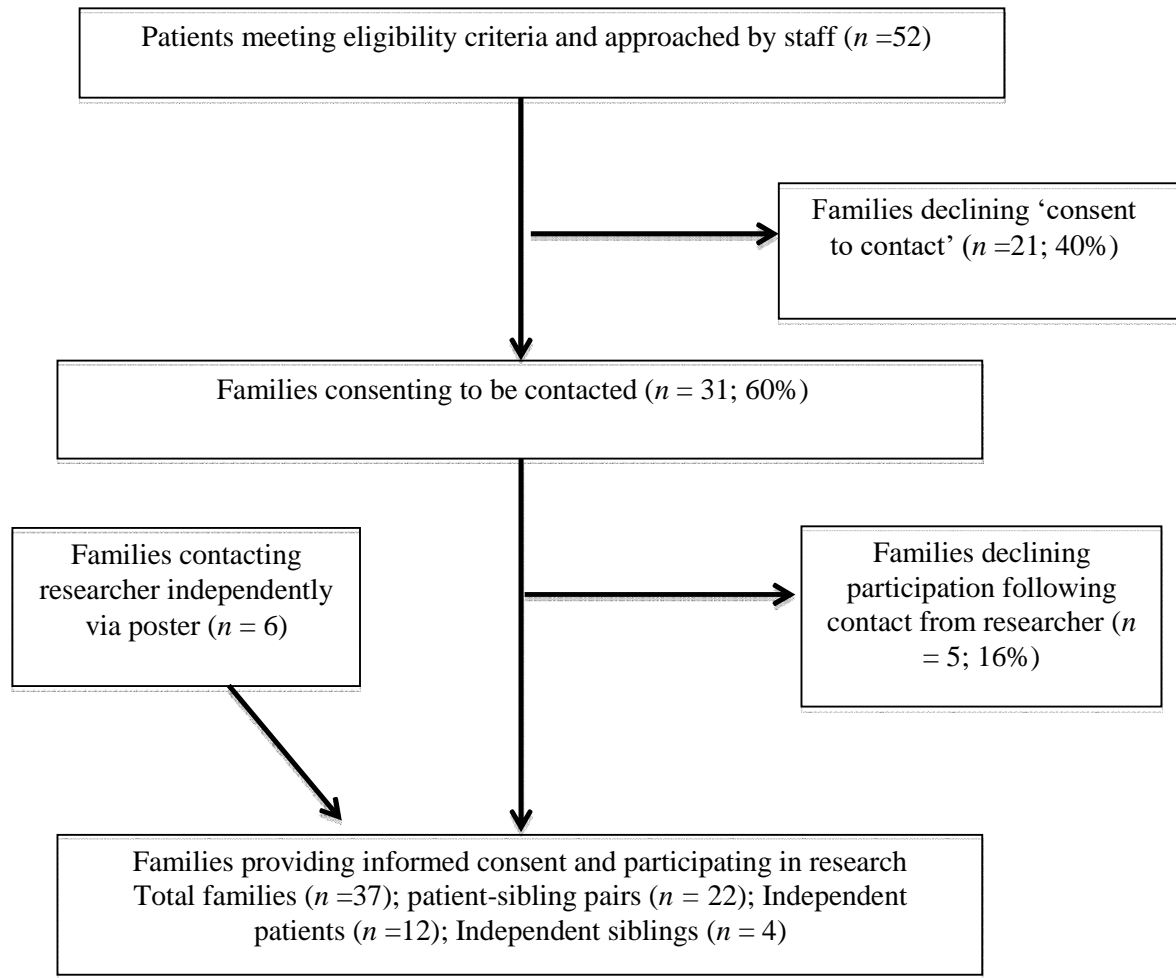 Patients meeting eligibility criteria and approached by staff (n =52)
Families declining ‘consent
to contact’ (n =21; 40%)
Families consenting to be contacted (n = 31; 60%)
Families contacting
researcher independently
via poster (n = 6)
Families declining
participation following
contact from researcher (n
= 5; 16%)
Families providing informed consent and participating in research
Total families (n =37); patient-sibling pairs (n = 22); Independent
patients (n =12); Independent siblings (n = 4)